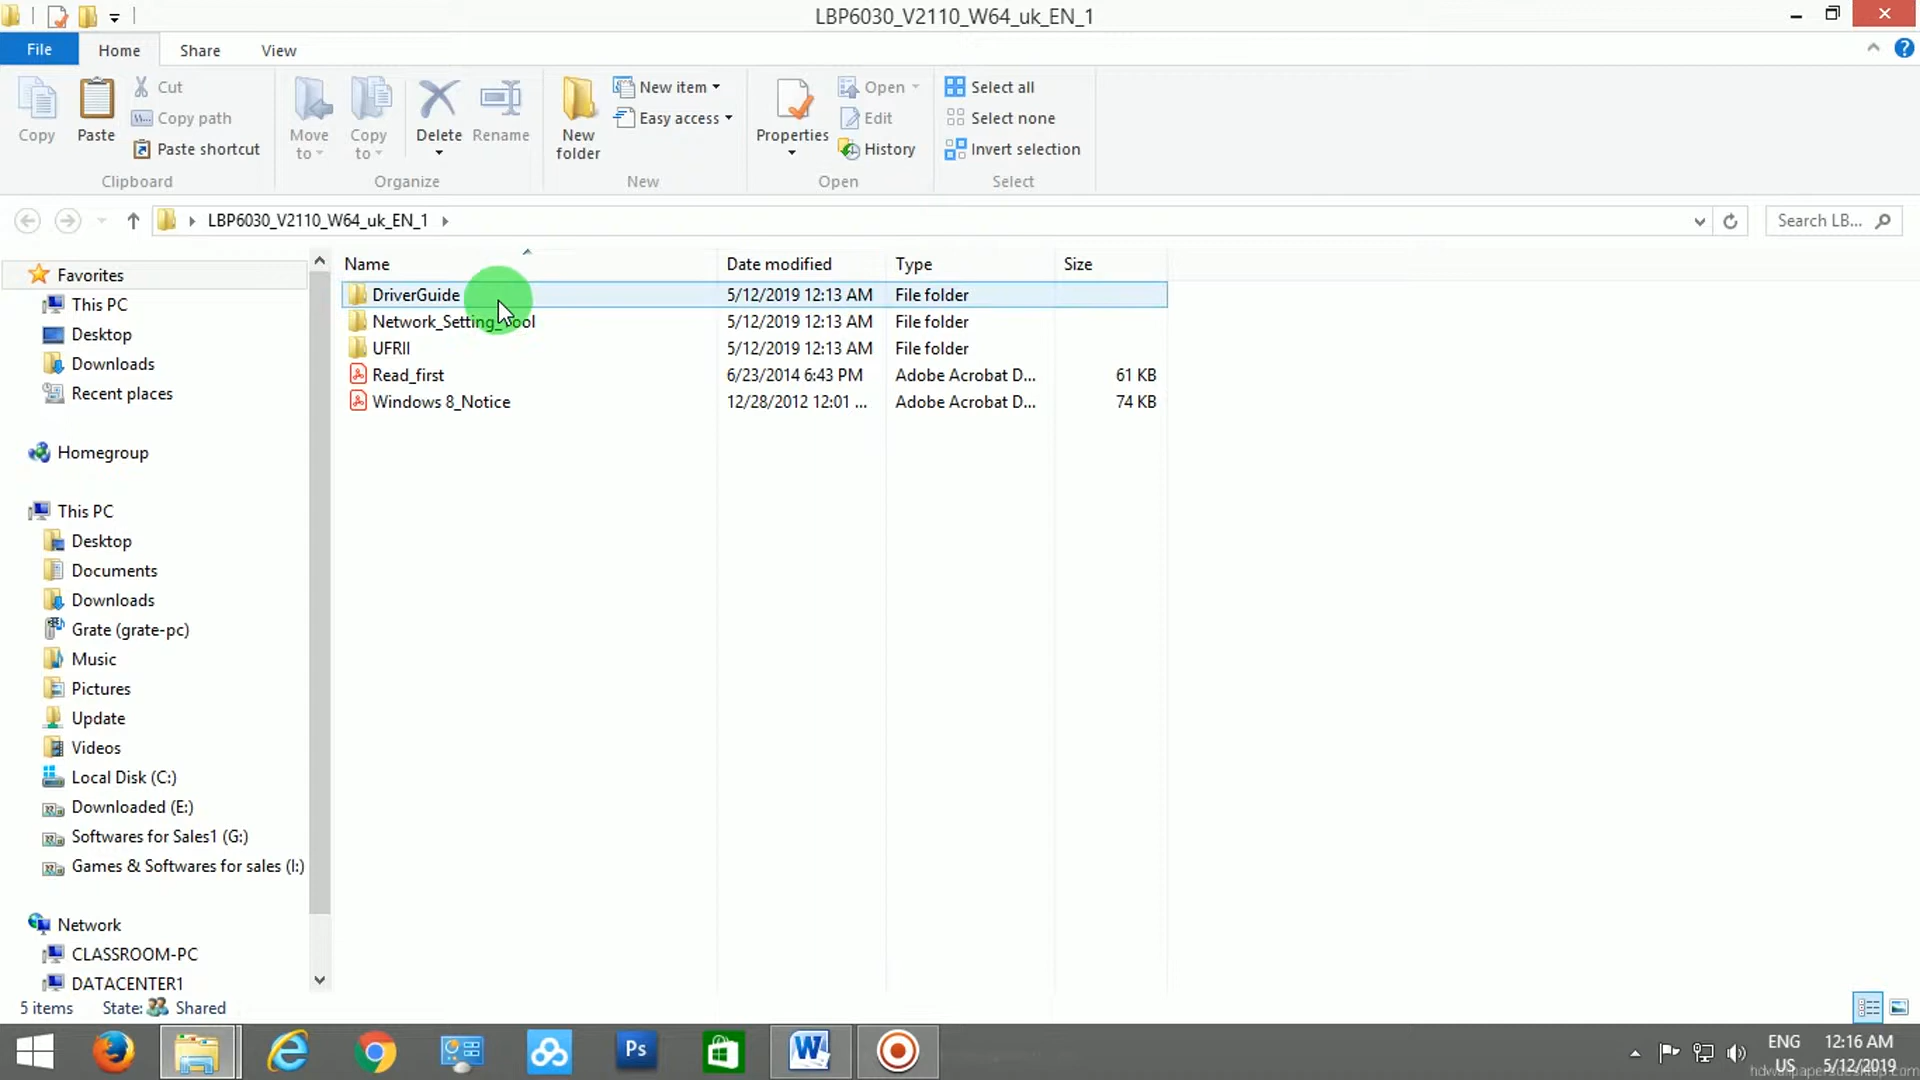 LBP6030_V2110_W64_uk_EN_1
File
Home
Share
View
Copy
Paste
Cut
Copy path
Paste shortcut
Clipboard
Move to
Copy to
Delete
Rename
Organize
New folder
New item
Easy access
New
Properties
Open
Edit
History
Open
Select all
Select none
Invert selection
Select
LBP6030_V2110_W64_uk_EN_1
Search LB...
Name
Date modified
Type
Size
DriverGuide 5/12/2019 12:13 AM File folder
Network_Setting_Tool 5/12/2019 12:13 AM File folder
UFRII 5/12/2019 12:13 AM File folder
Read_first 6/23/2014 6:43 PM Adobe Acrobat D... 61 KB
Windows 8_Notice 12/28/2012 12:01 ... Adobe Acrobat D... 74 KB
Favorites
This PC
Desktop
Downloads
Recent places
Homegroup
This PC
Desktop
Documents
Downloads
Grate (grate-pc)
Music
Pictures
Update
Videos
Local Disk (C:)
Downloaded (E:)
Softwares for Sales1 (G:)
Games & Softwares for sales (I:)
Network
CLASSROOM-PC
DATACENTER1
5 items State: Shared
Ps
ENG
US
12:16 AM
5/12/2019